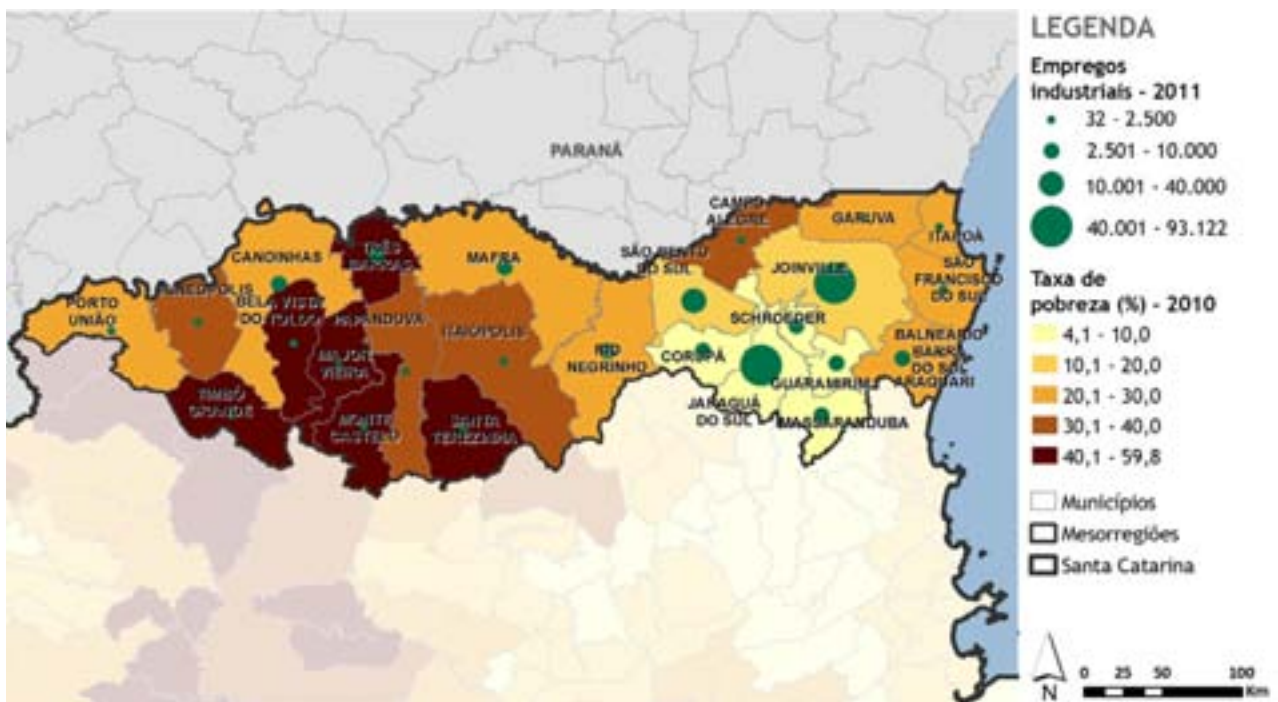 LEGENDA
Empregos
industriais - 2011
32 - 2.500
2.501 - 10.000
10.001 - 40.000
40.001 - 93.122
Taxa de
pobreza (%) - 2010
4,1 - 10,0
10,1 - 20,0
20,1 - 30,0
30,1 - 40,0
40,1 - 59,8
Municípios
Mesorregiões
Santa Catarina
N
0 25 50 100
Km
PARANÁ
CAMPO
ALEGRE
GARUVA
ITAPOÁ
SÃO
FRANCISCO
DO SUL
CANOINHAS
TRÊS
BARRAS
MAFRA
SÃO BENTO
DO SUL
JOINVILLE
PORTO
UNIÃO
IRINEÓPOLIS
BELA VISTA
DO TOLDO
PAPANDUVA
ITAIÓPOLIS
SCHROEDER
BALNEÁRIO
BARRA
DO SUL
ARAQUARI
MAJOR
VIEIRA
RIO
NEGRINHO
CORUPÁ
GUARAMIRIM
JARAGUÁ
DO SUL
MASSARANDUBA
TIMBÓ
GRANDE
MONTE
CASTELO
SANTA
TEREZINHA